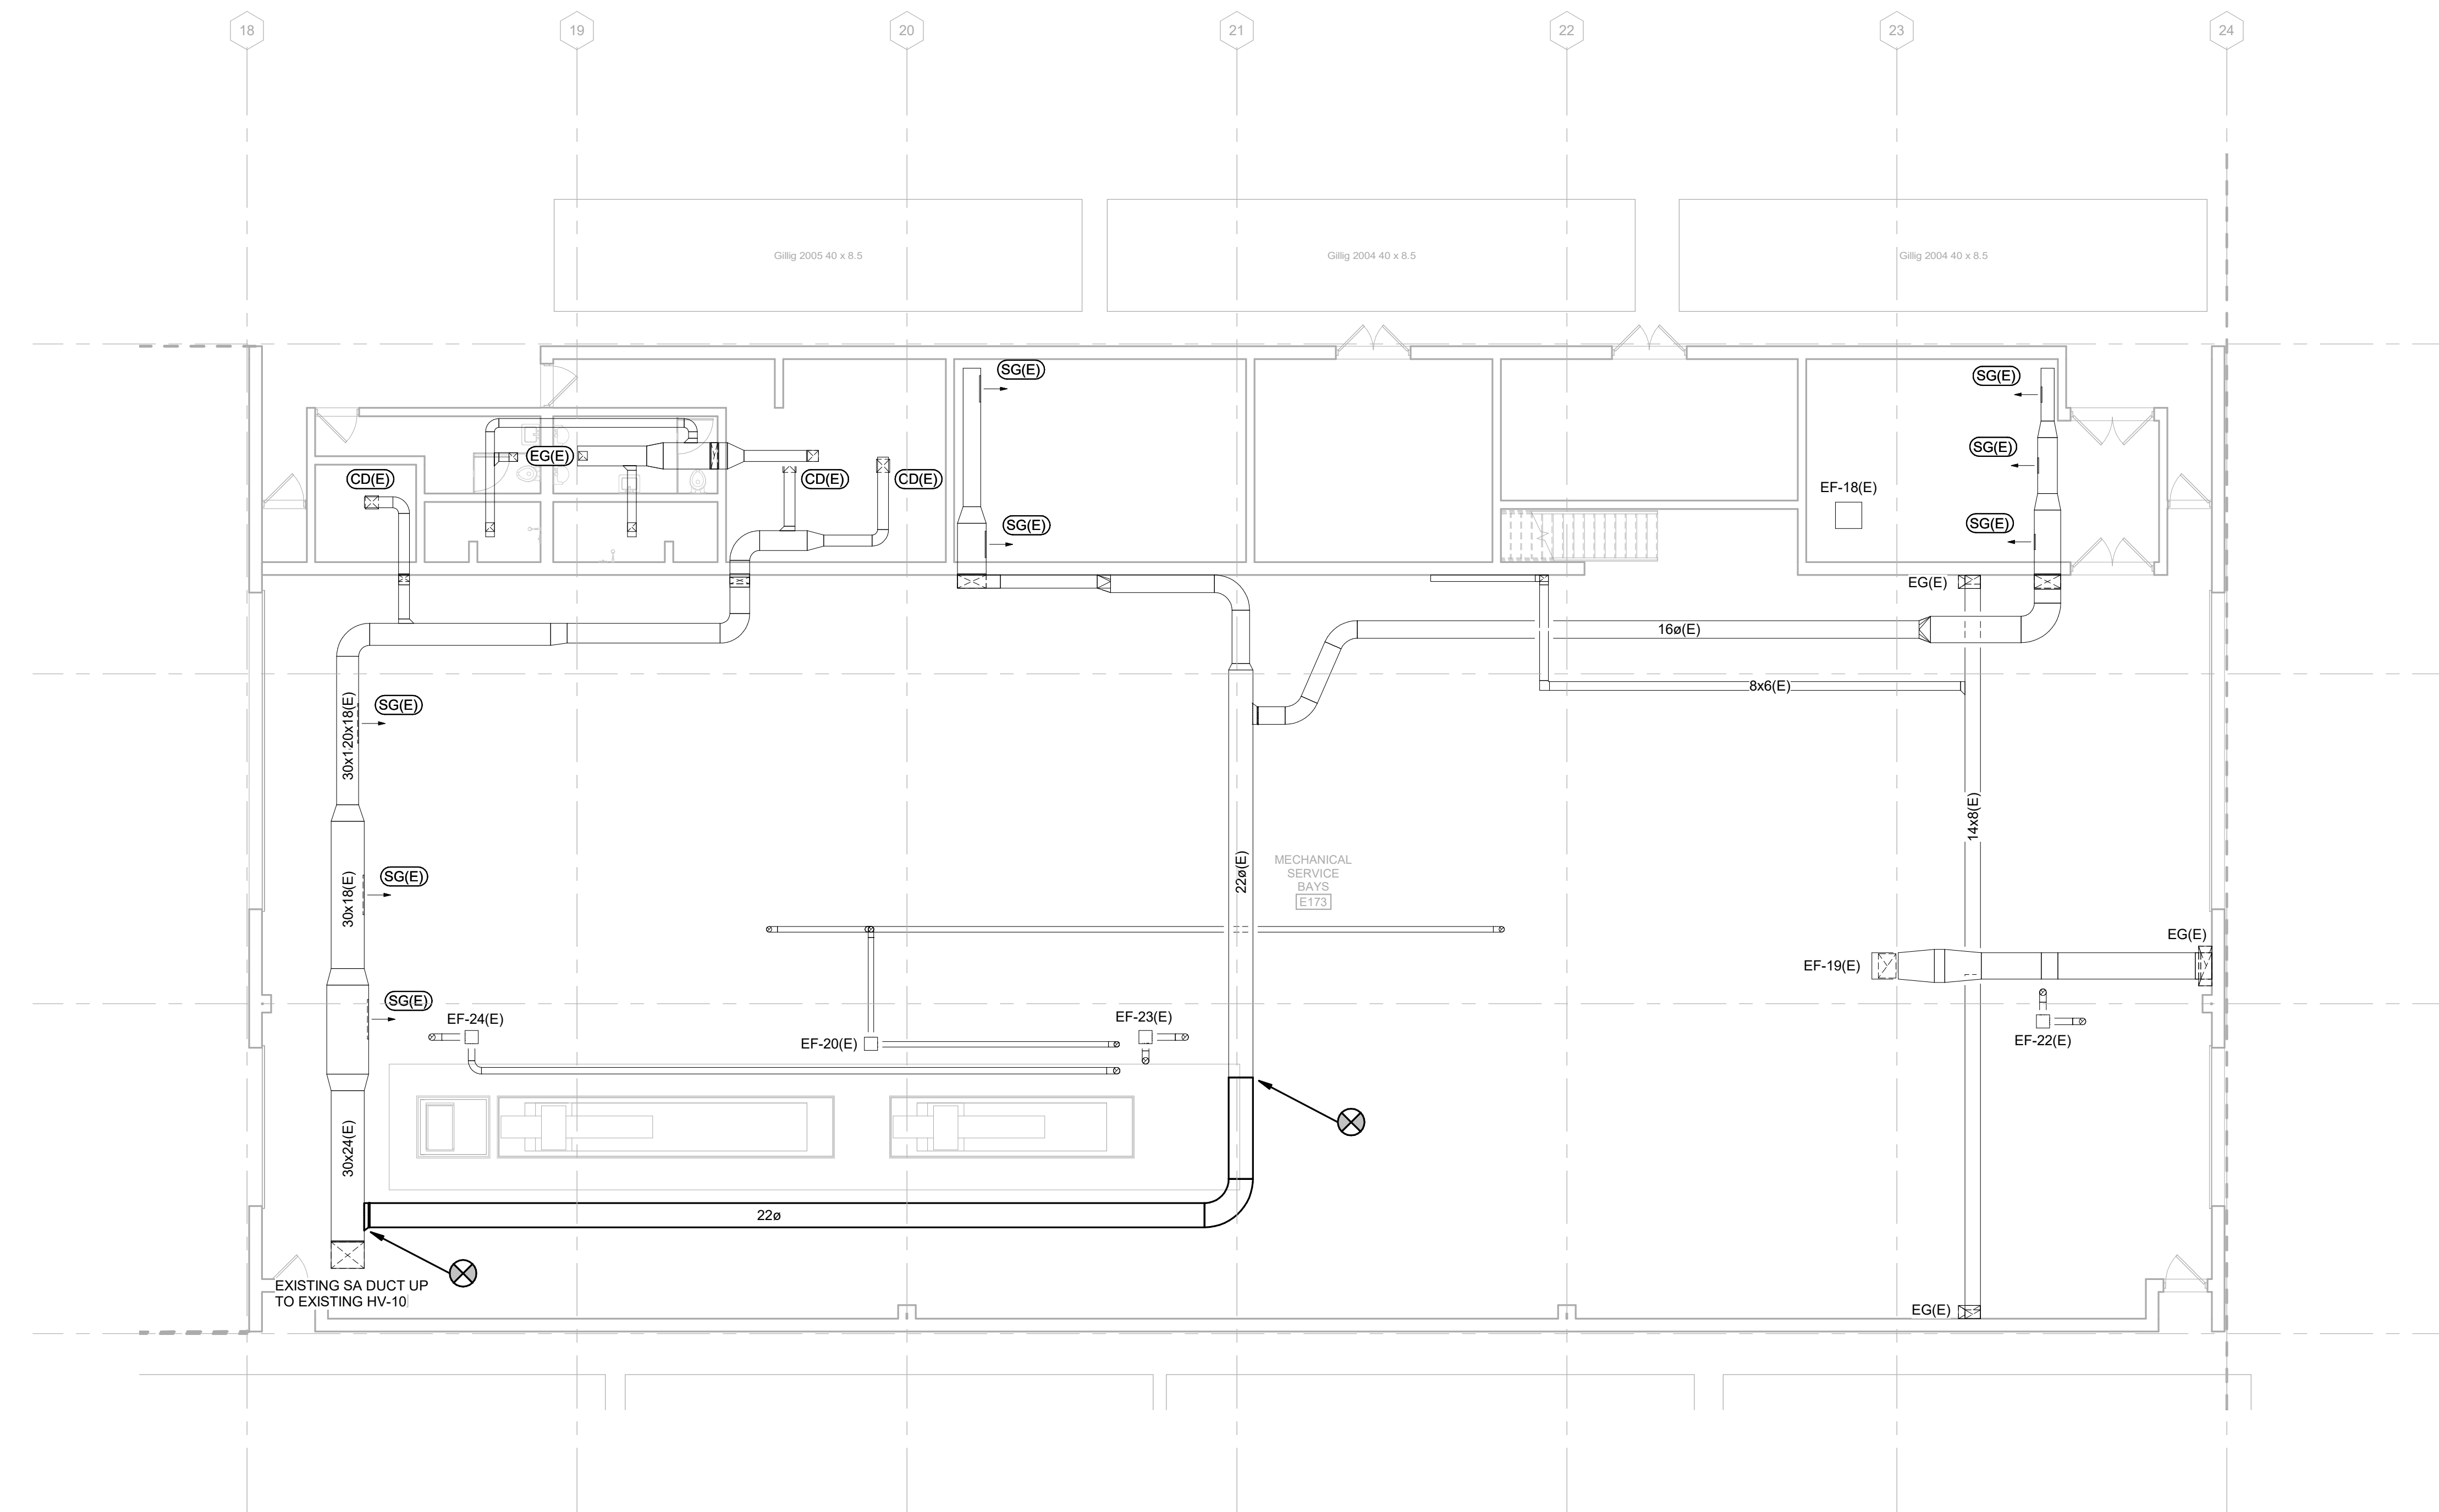 18
19
20
21
22
23
24
Gillig 2005 40 x 8.5
Gillig 2004 40 x 8.5
Gillig 2004 40 x 8.5
SG(E)
SG(E)
SG(E)
EG(E)
CD(E)
CD(E)
CD(E)
EF-18(E)
SG(E)
SG(E)
EG(E)
16ø(E)
8x6(E)
SG(E)
20x18(E)
14x8(E)
22ø(E)
MECHANICAL
SERVICE
BAYS
E173
SG(E)
30x18(E)
EG(E)
EF-19(E)
SG(E)
EF-24(E)
EF-23(E)
EF-20(E)
EF-22(E)
30x24(E)
22ø
EXISTING SA DUCT UP
TO EXISTING HV-10
EG(E)